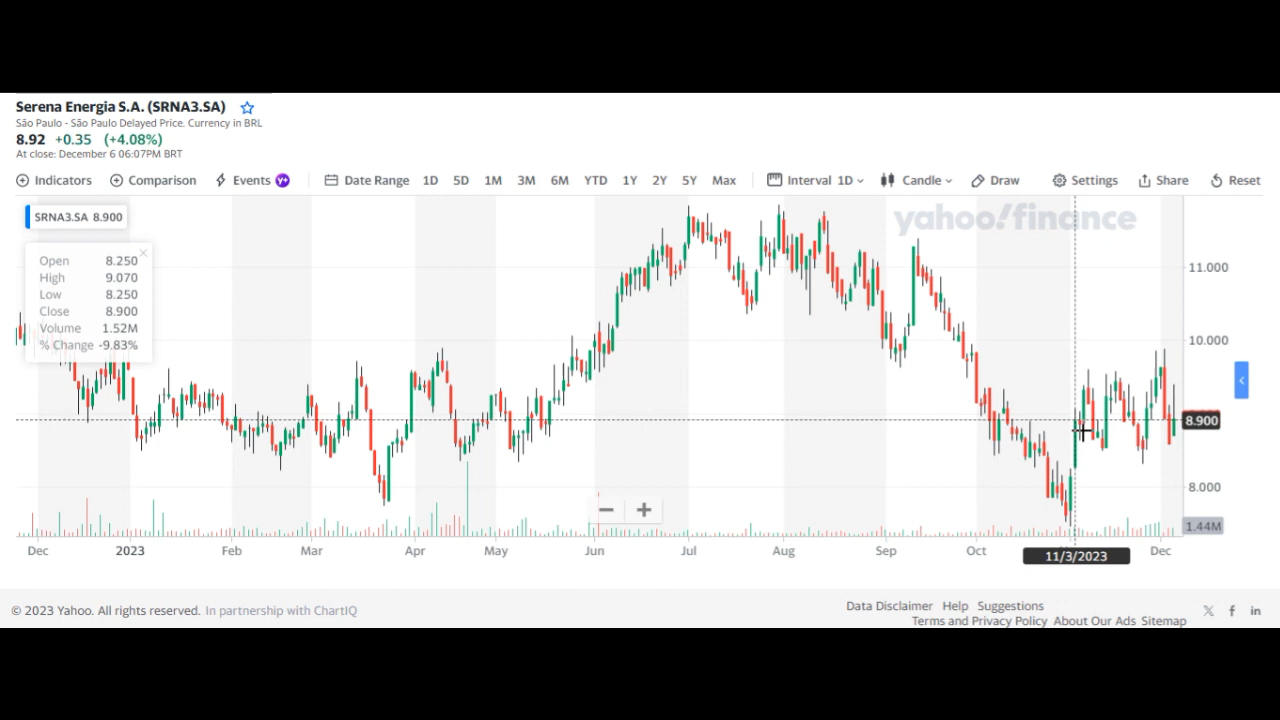 Serena Energia S.A. (SRNA3.SA)
São Paulo - São Paulo Delayed Price. Currency in BRL
8.92 +0.35 (+4.08%)
At close: December 6 06:07PM BRT
Indicators Comparison Events Y+ Date Range 1D 5D 1M 3M 6M YTD 1Y 2Y 5Y Max Interval 1D Candle Draw Settings Share Reset
SRNA3.SA 8.900
yahoo!finance
Open 8.250
High 9.070
Low 8.250
Close 8.900
Volume 1.52M
% Change -9.83%
11.000
10.000
8.900
8.000
1.44M
Dec 2023 Feb Mar Apr May Jun Jul Aug Sep Oct 11/3/2023 Dec
© 2023 Yahoo. All rights reserved. In partnership with ChartIQ
Data Disclaimer Help Suggestions
Terms and Privacy Policy About Our Ads Sitemap